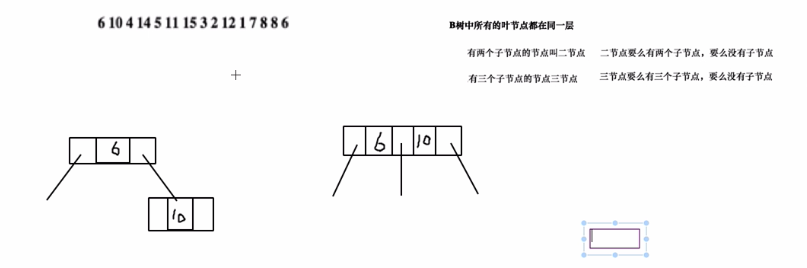 6 10 4 14 5 11 15 3 2 12 1 7 8 8 6
B树中所有的叶节点都在同一层
有两个子节点的节点叫二节点 二节点要么有两个子节点，要么没有子节点
有三个子节点的节点三节点 三节点要么有三个子节点，要么没有子节点
6 6 10
10